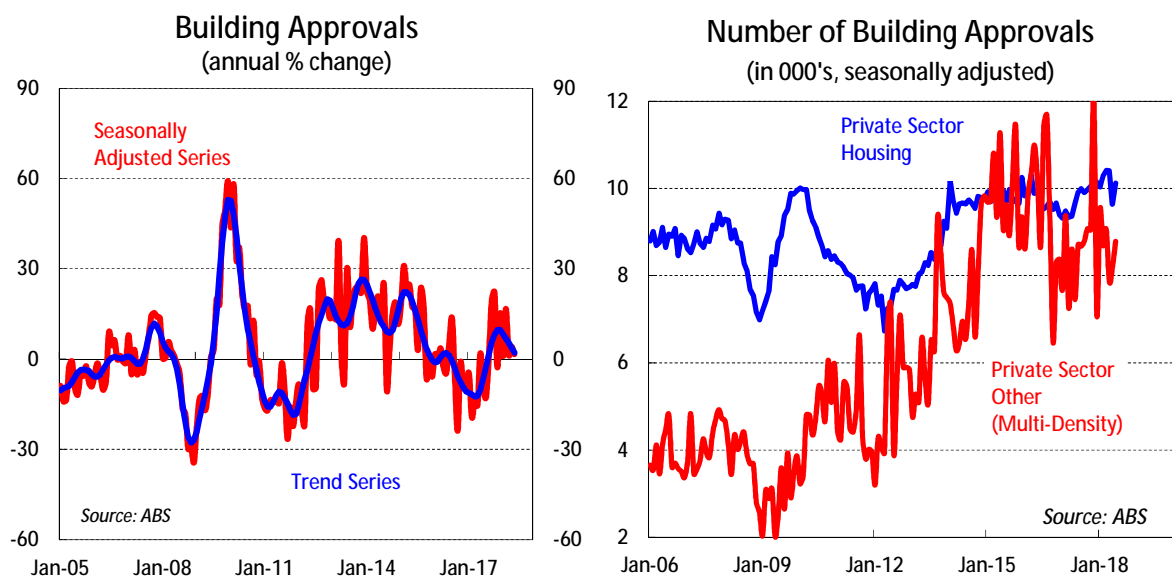 Building Approvals
(annual % change)
90
60
30
0
-30
-60
90
60
30
0
-30
-60
Seasonally
Adjusted Series
Trend Series
Source: ABS
Jan-05 Jan-08 Jan-11 Jan-14 Jan-17
Number of Building Approvals
(in 000's, seasonally adjusted)
12
10
8
6
4
2
Private Sector
Housing
Private Sector
Other
(Multi-Density)
Source: ABS
Jan-06 Jan-09 Jan-12 Jan-15 Jan-18